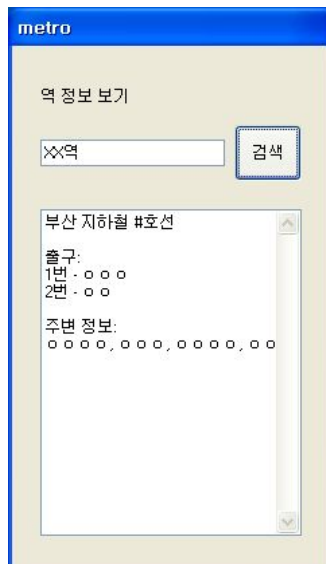 metro
역 정보 보기
XX역
검색
부산 지하철 #호선
출구:
1번 - ㅇㅇㅇ
2번 - ㅇㅇ
주변 정보:
ㅇㅇㅇㅇ, ㅇㅇㅇ, ㅇㅇㅇㅇ, ㅇㅇ